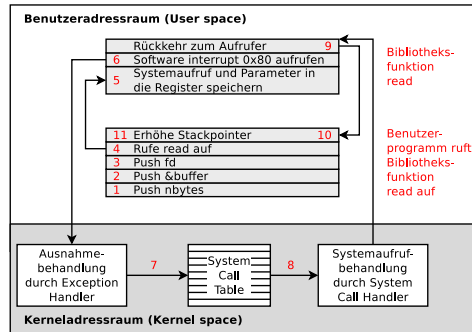 Benutzeradressraum (User space)
Rückkehr zum Aufrufer 9
6 Software interrupt 0x80 aufrufen
5 Systemaufruf und Parameter in
die Register speichern
Bibliotheks-
funktion
read
11 Erhöhe Stackpointer 10
4 Rufe read auf
3 Push fd
2 Push &buffer
1 Push nbytes
Benutzer-
programm ruft
Bibliotheks-
funktion
read auf
Ausnahme-
behandlung
durch Exception
Handler
7
System
Call
Table
8
Systemaufruf-
behandlung
durch System
Call Handler
Kerneladressraum (Kernel space)